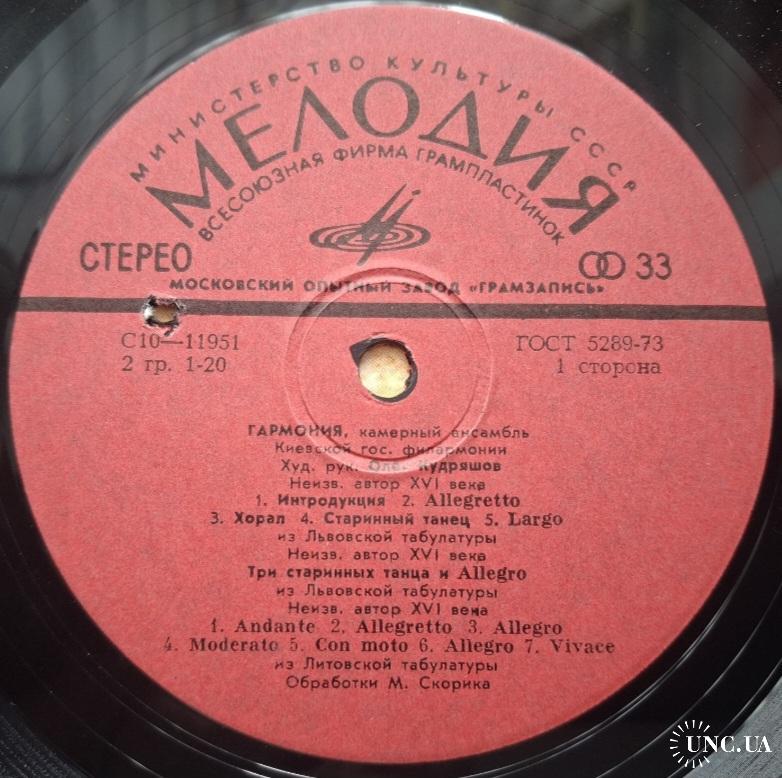 МИНИСТЕРСТВО КУЛЬТУРЫ СССР
МЕЛОДИЯ
ВСЕСОЮЗНАЯ ФИРМА ГРАМПЛАСТИНОК
СТЕРЕО
33
МОСКОВСКИЙ ОПЫТНЫЙ ЗАВОД «ГРАМЗАПИСЬ»
С10—11951
ГОСТ 5289-73
2 гр. 1-20
1 сторона
ГАРМОНИЯ, камерный ансамбль
Киевской гос. филармонии
Худ. рук. Олег Кудряшов
Неизв. автор XVI века
1. Интродукция 2. Allegretto
3. Хорал 4. Старинный танец 5. Largo
из Львовской табулатуры
Неизв. автор XVI века
Три старинных танца и Allegro
из Львовской табулатуры
Неизв. автор XVI века
1. Andante 2. Allegretto 3. Allegro
4. Moderato 5. Con moto 6. Allegro 7. Vivace
из Литовской табулатуры
Обработки М. Скорика
UNC.UA